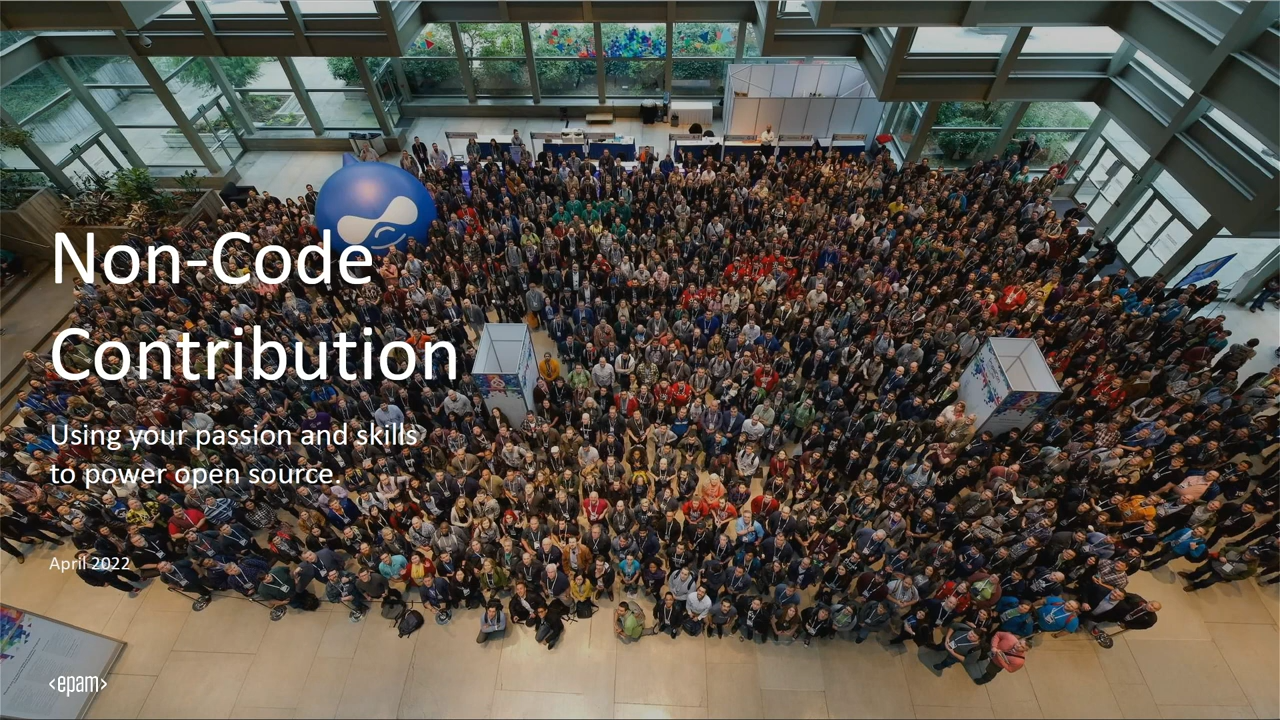 Non-Code
Contribution
Using your passion and skills
to power open source.
April 2022
<epam>